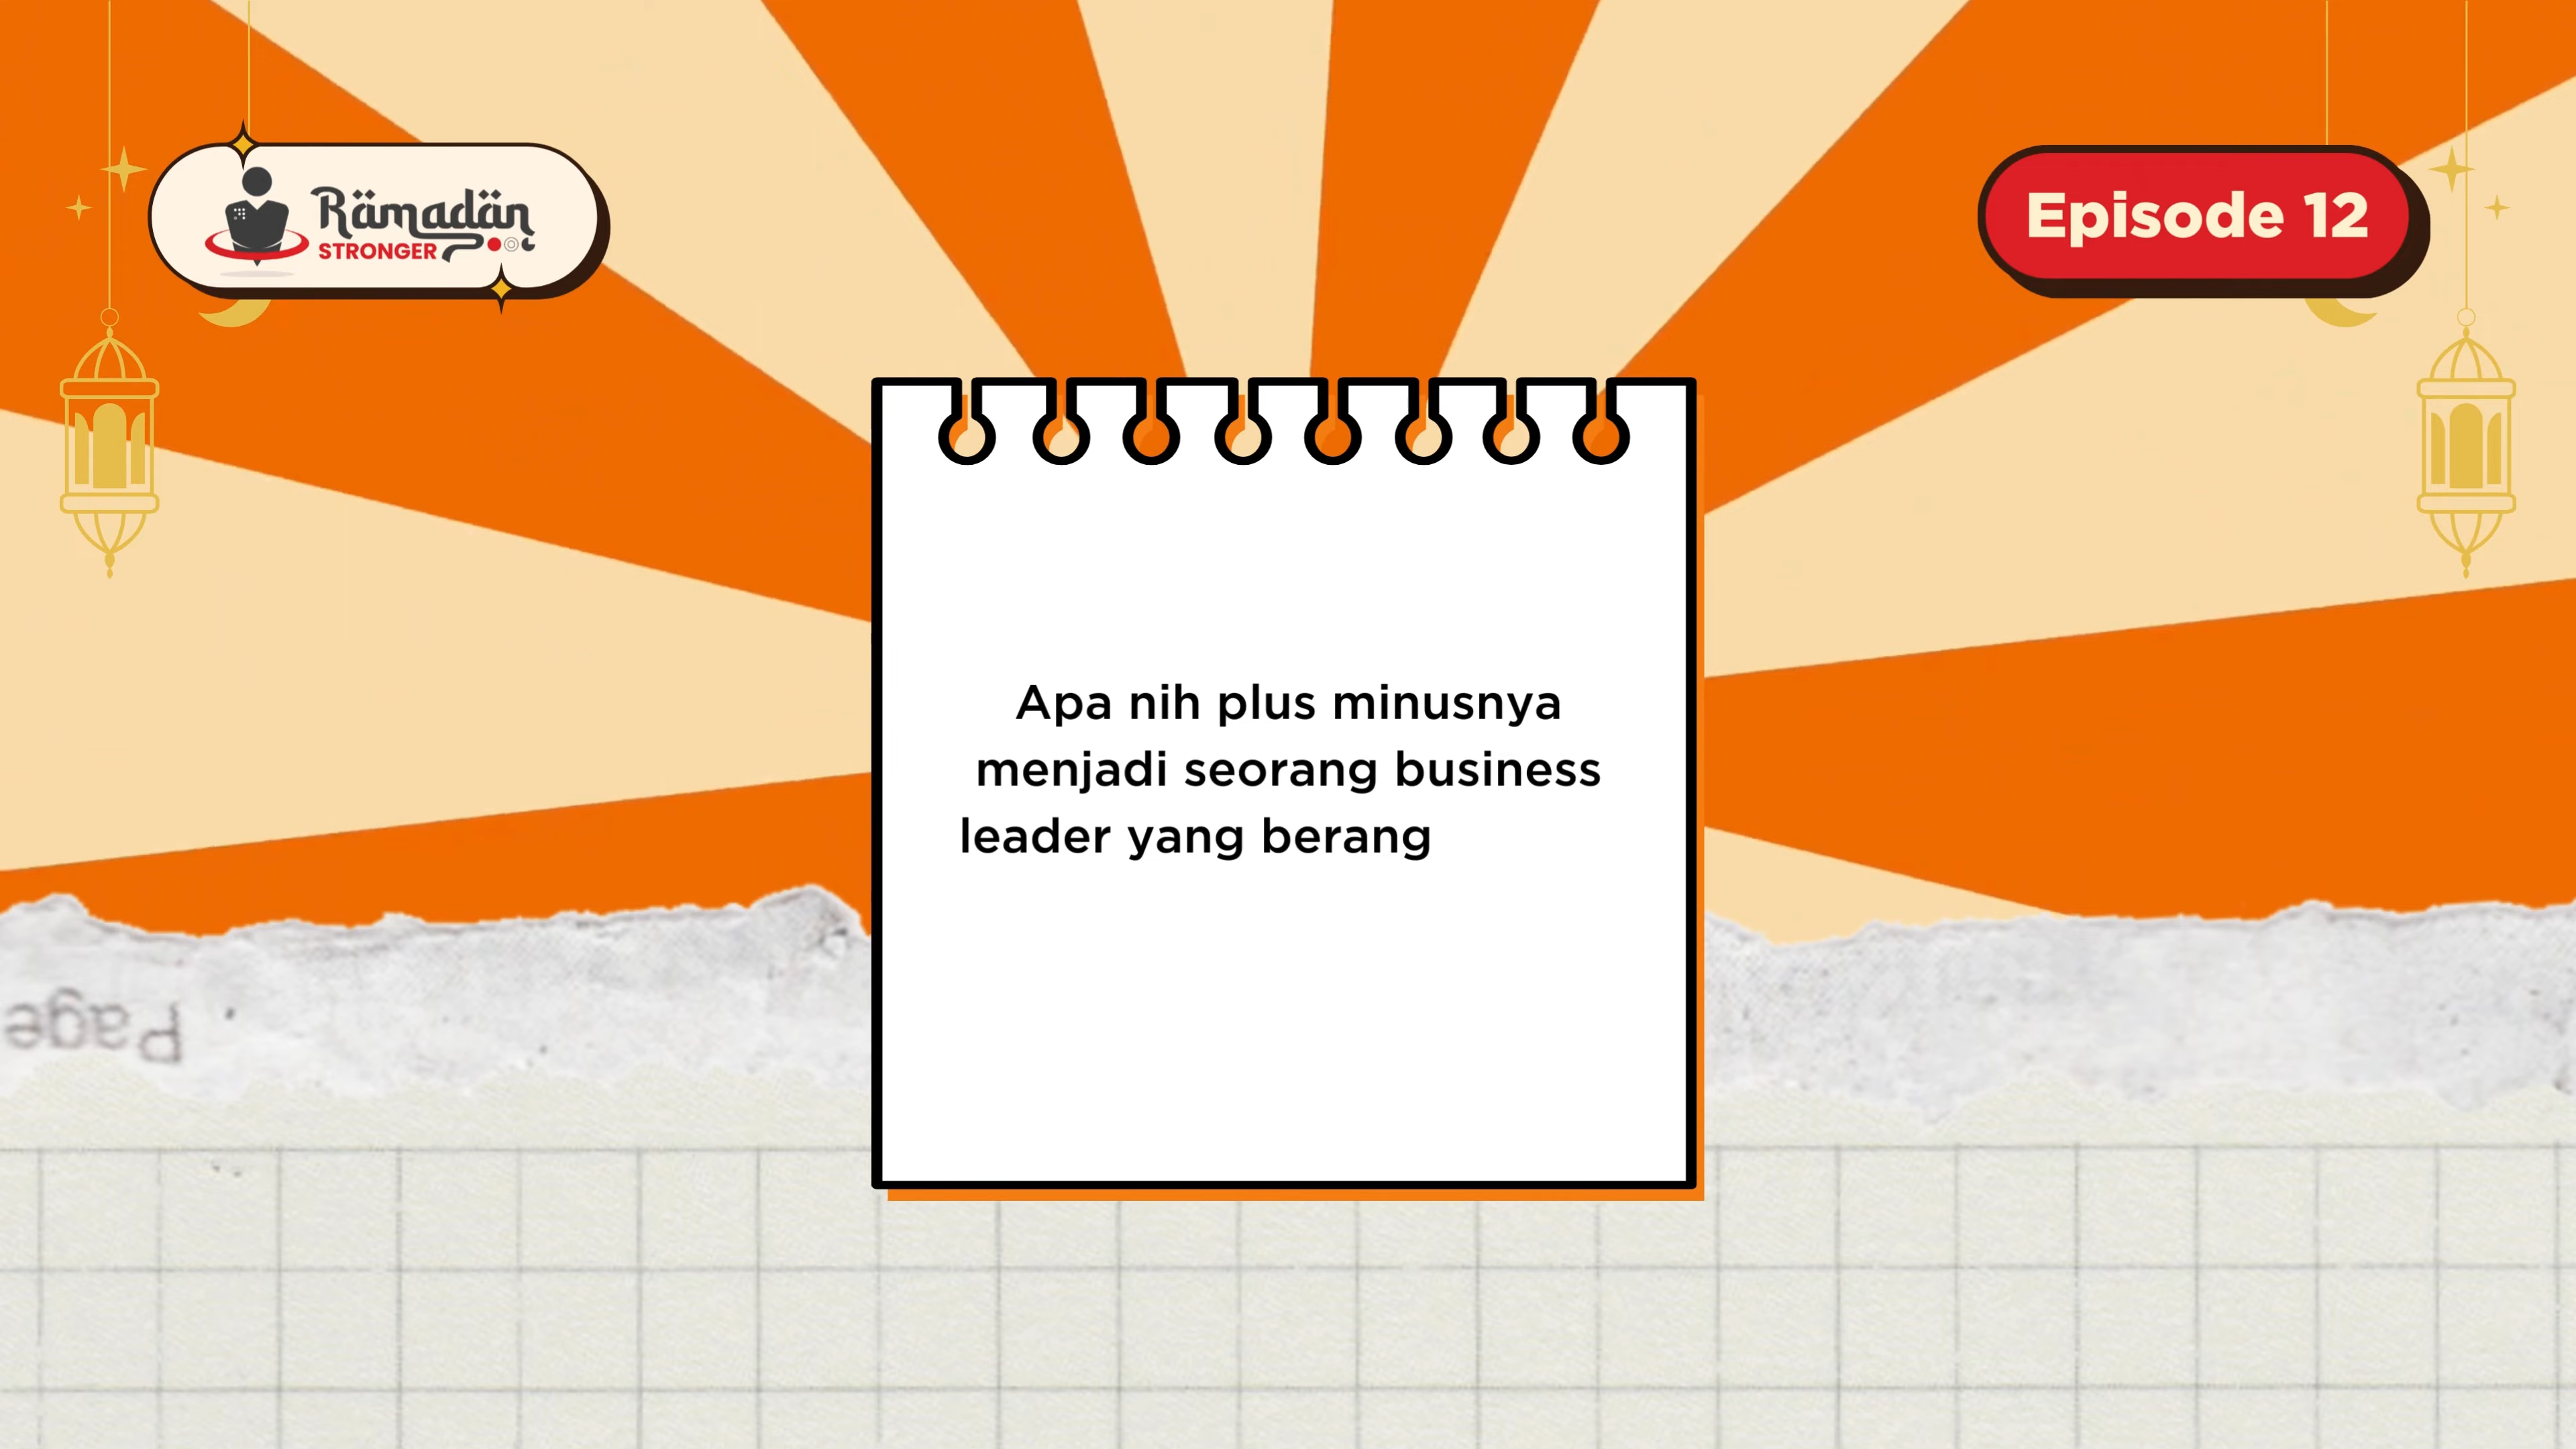 Rämadän
STRONGER
Episode 12
Apa nih plus minusnya
menjadi seorang business
leader yang berang
Page